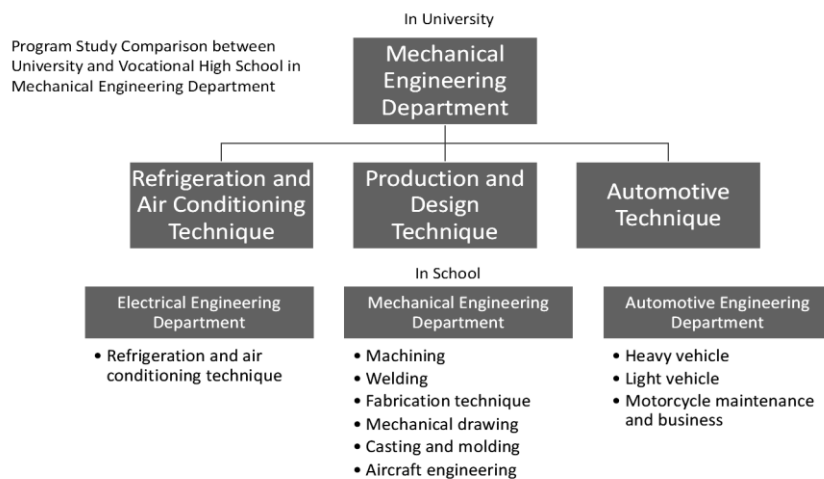 In University
Program Study Comparison between
University and Vocational High School in
Mechanical Engineering Department
Mechanical
Engineering
Department
Refrigeration and
Air Conditioning
Technique
Production and
Design
Technique
Automotive
Technique
In School
Electrical Engineering
Department
• Refrigeration and air
conditioning technique
Mechanical Engineering
Department
• Machining
• Welding
• Fabrication technique
• Mechanical drawing
• Casting and molding
• Aircraft engineering
Automotive Engineering
Department
• Heavy vehicle
• Light vehicle
• Motorcycle maintenance
and business